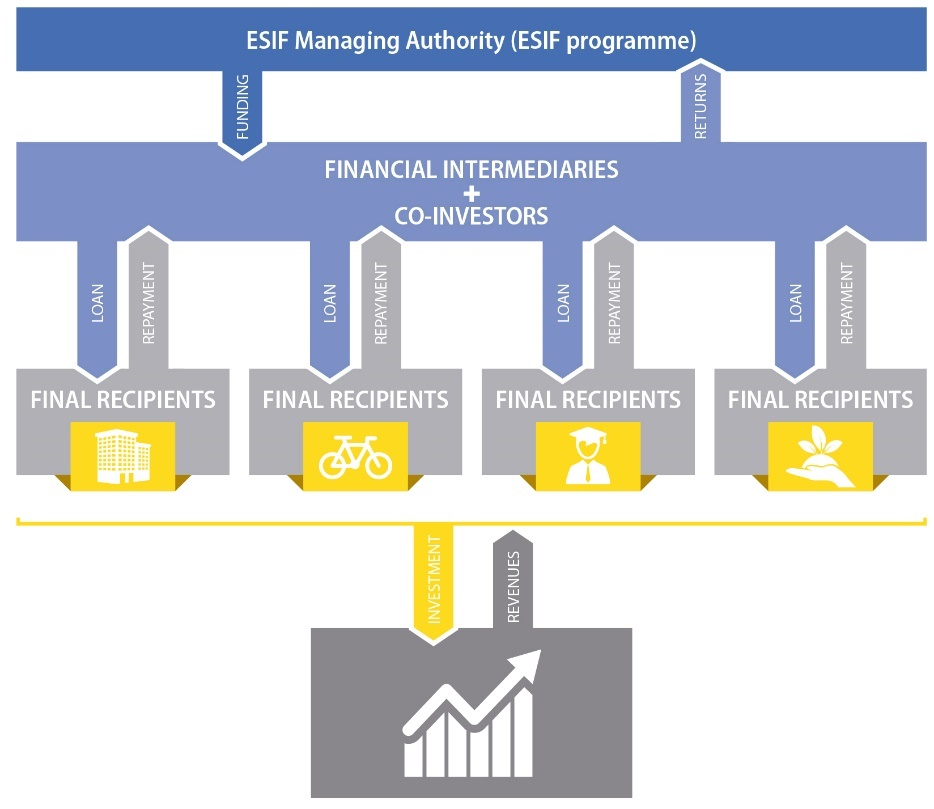 ESIF Managing Authority (ESIF programme)
FUNDING
RETURNS
FINANCIAL INTERMEDIARIES
+
CO-INVESTORS
LOAN
REPAYMENT
LOAN
REPAYMENT
LOAN
REPAYMENT
LOAN
REPAYMENT
FINAL RECIPIENTS
FINAL RECIPIENTS
FINAL RECIPIENTS
FINAL RECIPIENTS
INVESTMENT
REVENUES